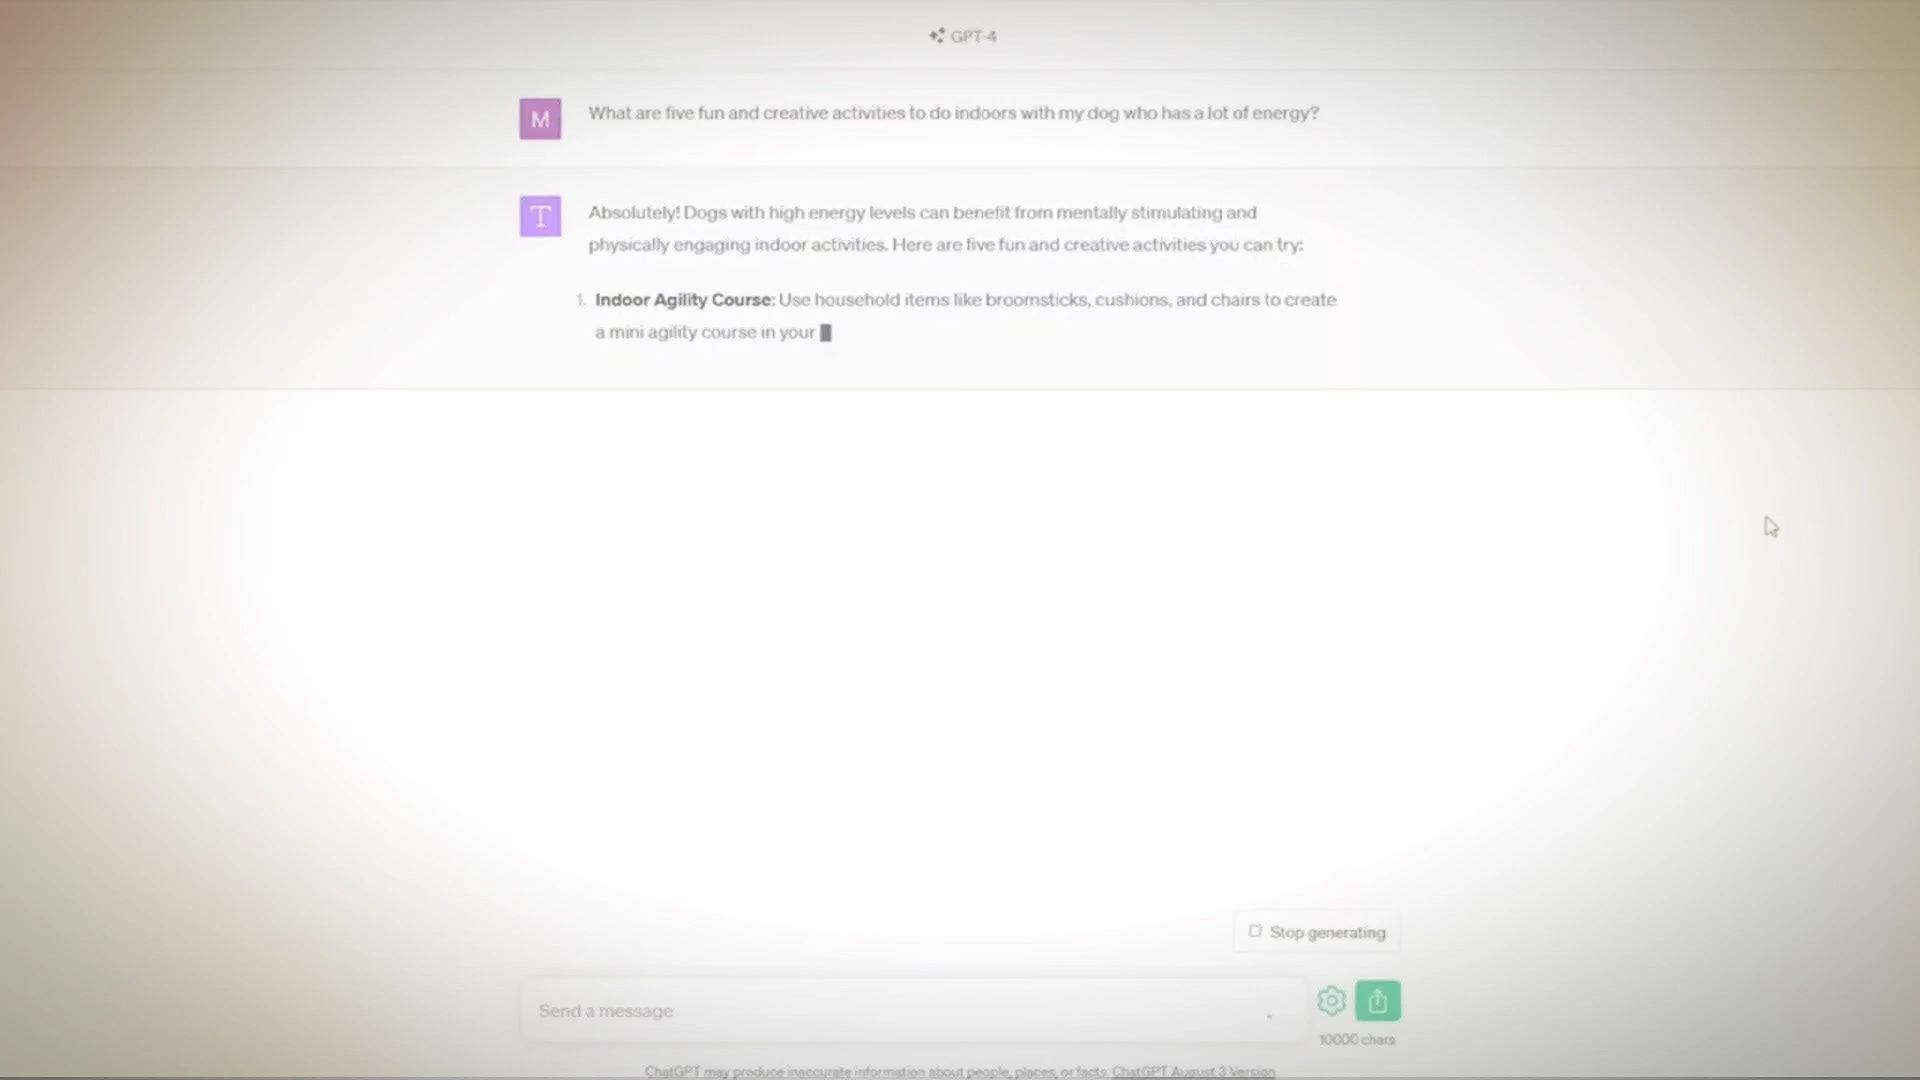 GPT-4
M
What are five fun and creative activities to do indoors with my dog who has a lot of energy?
T
Absolutely! Dogs with high energy levels can benefit from mentally stimulating and
physically engaging indoor activities. Here are five fun and creative activities you can try:
1. Indoor Agility Course: Use household items like broomsticks, cushions, and chairs to create
a mini agility course in your
Stop generating
Send a message
10000 chars
ChatGPT may produce inaccurate information about people, places, or facts. ChatGPT August 3 Version